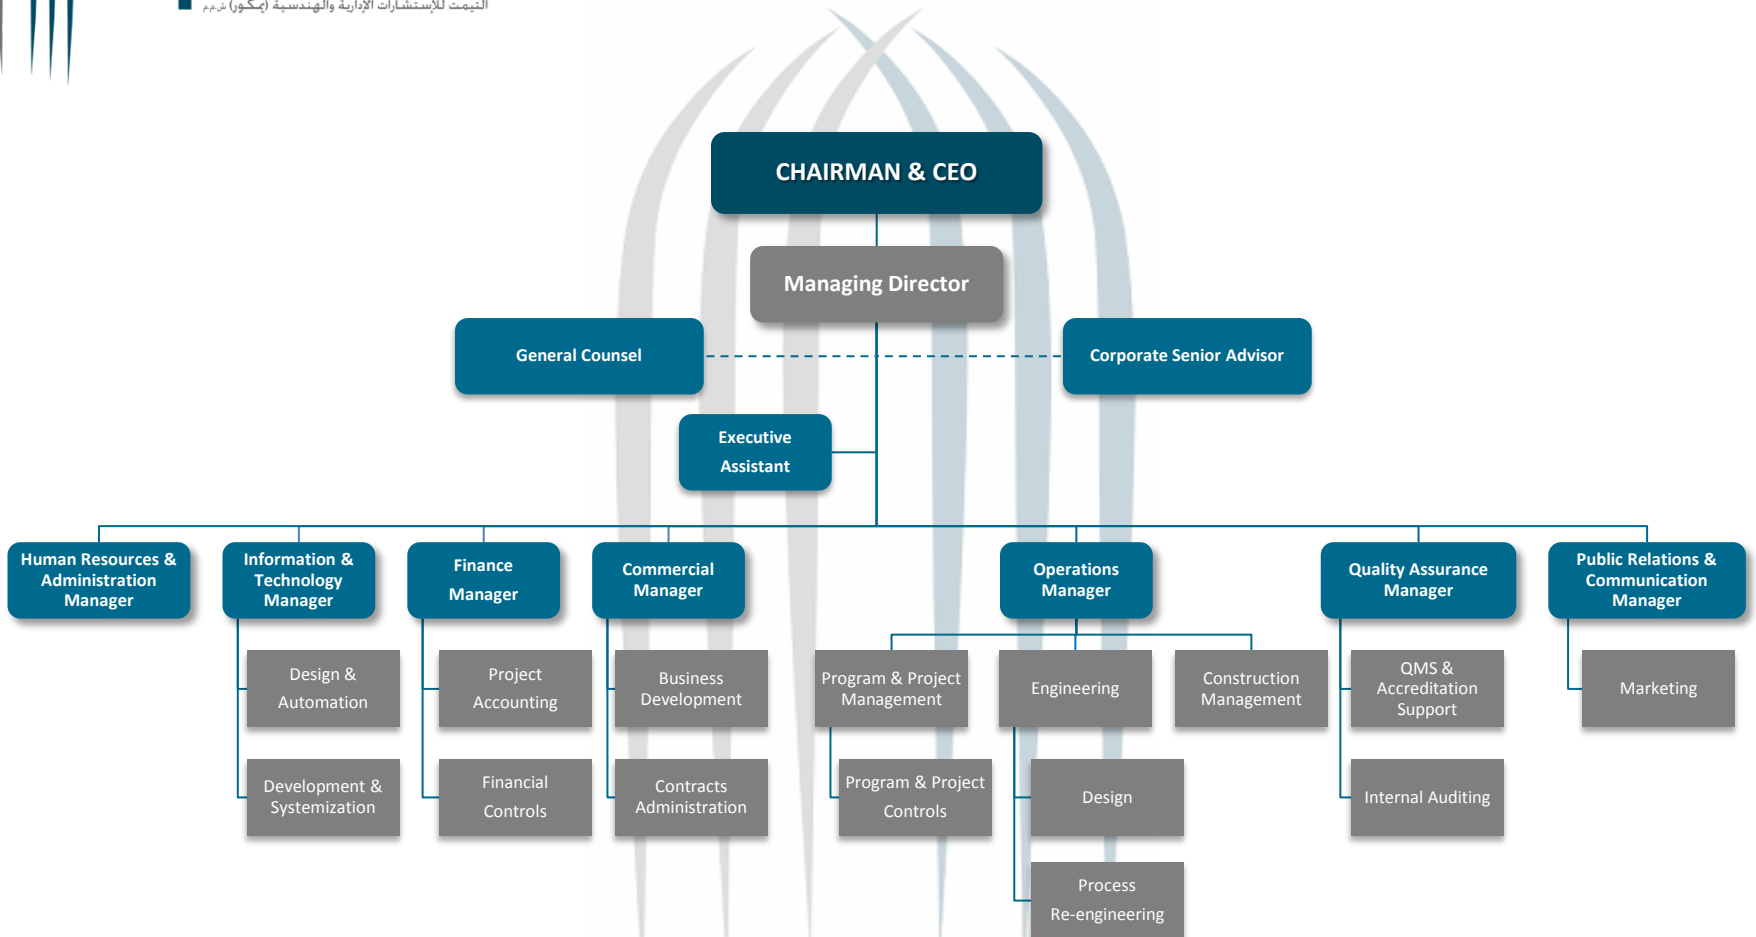 التيمت للإستشارات الإدارية والهندسية (يمكور) ش.م.م
CHAIRMAN & CEO
Managing Director
General Counsel
Corporate Senior Advisor
Executive
Assistant
Human Resources &
Administration
Manager
Information &
Technology
Manager
Finance
Manager
Commercial
Manager
Operations
Manager
Quality Assurance
Manager
Public Relations &
Communication
Manager
Design &
Automation
Project
Accounting
Business
Development
Program & Project
Management
Engineering
Construction
Management
QMS &
Accreditation
Support
Marketing
Development &
Systemization
Financial
Controls
Contracts
Administration
Program & Project
Controls
Design
Internal Auditing
Process
Re-engineering